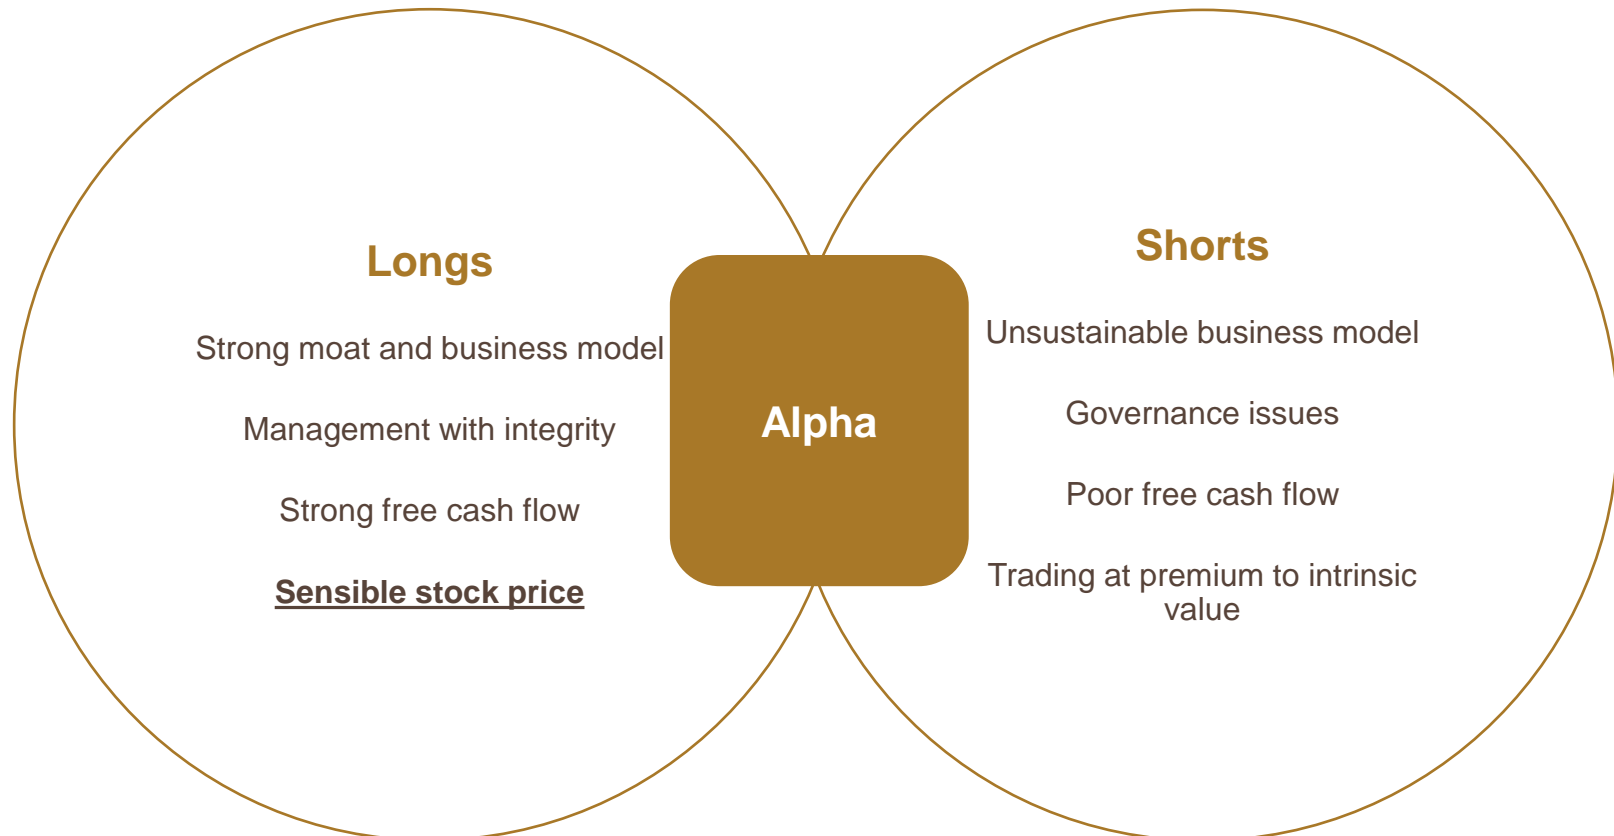 Longs
Strong moat and business model
Management with integrity
Strong free cash flow
Sensible stock price
Alpha
Shorts
Unsustainable business model
Governance issues
Poor free cash flow
Trading at premium to intrinsic
value